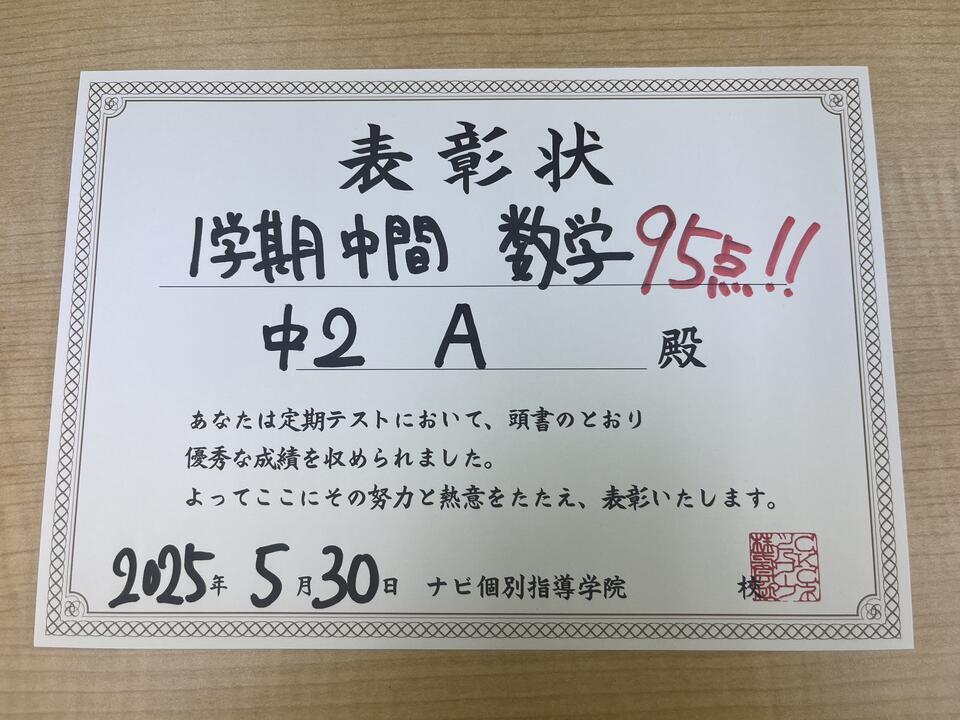 表彰状
1学期中間 数学95点!!
中2 A 殿
あなたは定期テストにおいて、頭書のとおり
優秀な成績を収められました。
よってここにその努力と熱意をたたえ、表彰いたします。
2025年 5月30日 ナビ個別指導学院